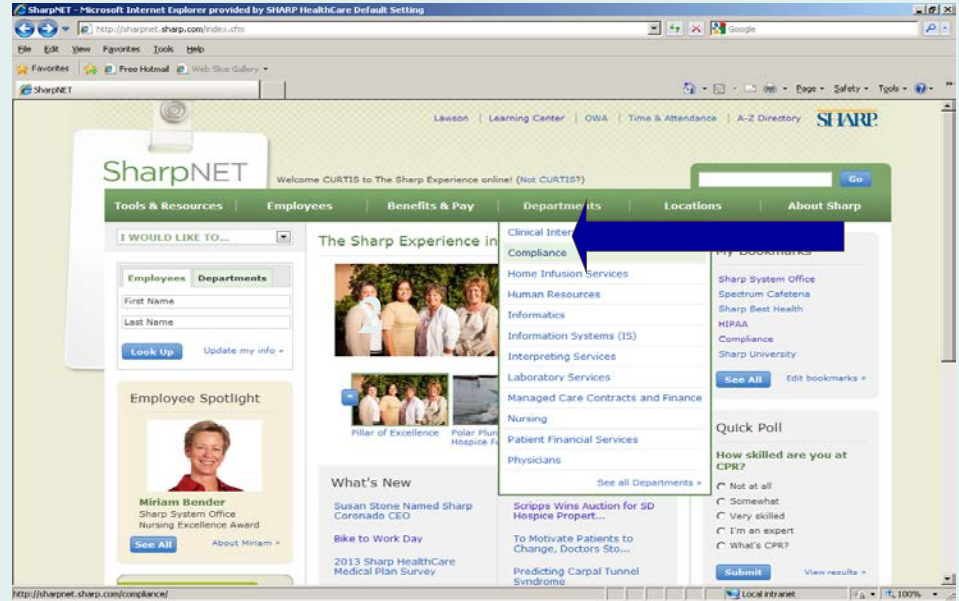 SharpNET - Microsoft Internet Explorer provided by SHARP HealthCare Default Setting
http://sharpnet.sharp.com/index.cfm
Google
File Edit View Favorites Tools Help
Favorites Free Hotmail Web Slice Gallery
SharpNET
Page Safety Tools
Lawson | Learning Center | OWA | Time & Attendance | A-Z Directory SHARP
SharpNET
Welcome CURTIS to The Sharp Experience online! (Not CURTIS?)
Go
Tools & Resources | Employees | Benefits & Pay | Departments | Locations | About Sharp
I WOULD LIKE TO...
Employees Departments
First Name
Last Name
Look Up Update my info »
Employee Spotlight
Miriam Bender
Sharp System Office
Nursing Excellence Award
See All About Miriam »
The Sharp Experience in
2
Pillar of Excellence
Polar Plun
Hospice F
What's New
Susan Stone Named Sharp
Coronado CEO
Bike to Work Day
2013 Sharp HealthCare
Medical Plan Survey
Clinical Inter
Compliance
Home Infusion Services
Human Resources
Informatics
Information Systems (IS)
Interpreting Services
Laboratory Services
Managed Care Contracts and Finance
Nursing
Patient Financial Services
Physicians
See all Departments »
Scripps Wins Auction for SD
Hospice Propert...
To Motivate Patients to
Change, Doctors Sto...
Predicting Carpal Tunnel
Syndrome
My Bookmarks
Sharp System Office
Spectrum Cafeteria
Sharp Best Health
HIPAA
Compliance
Sharp University
See All Edit bookmarks »
Quick Poll
How skilled are you at
CPR?
Not at all
Somewhat
Very skilled
I'm an expert
What's CPR?
Submit View results »
http://sharpnet.sharp.com/compliance/
Local intranet
100%